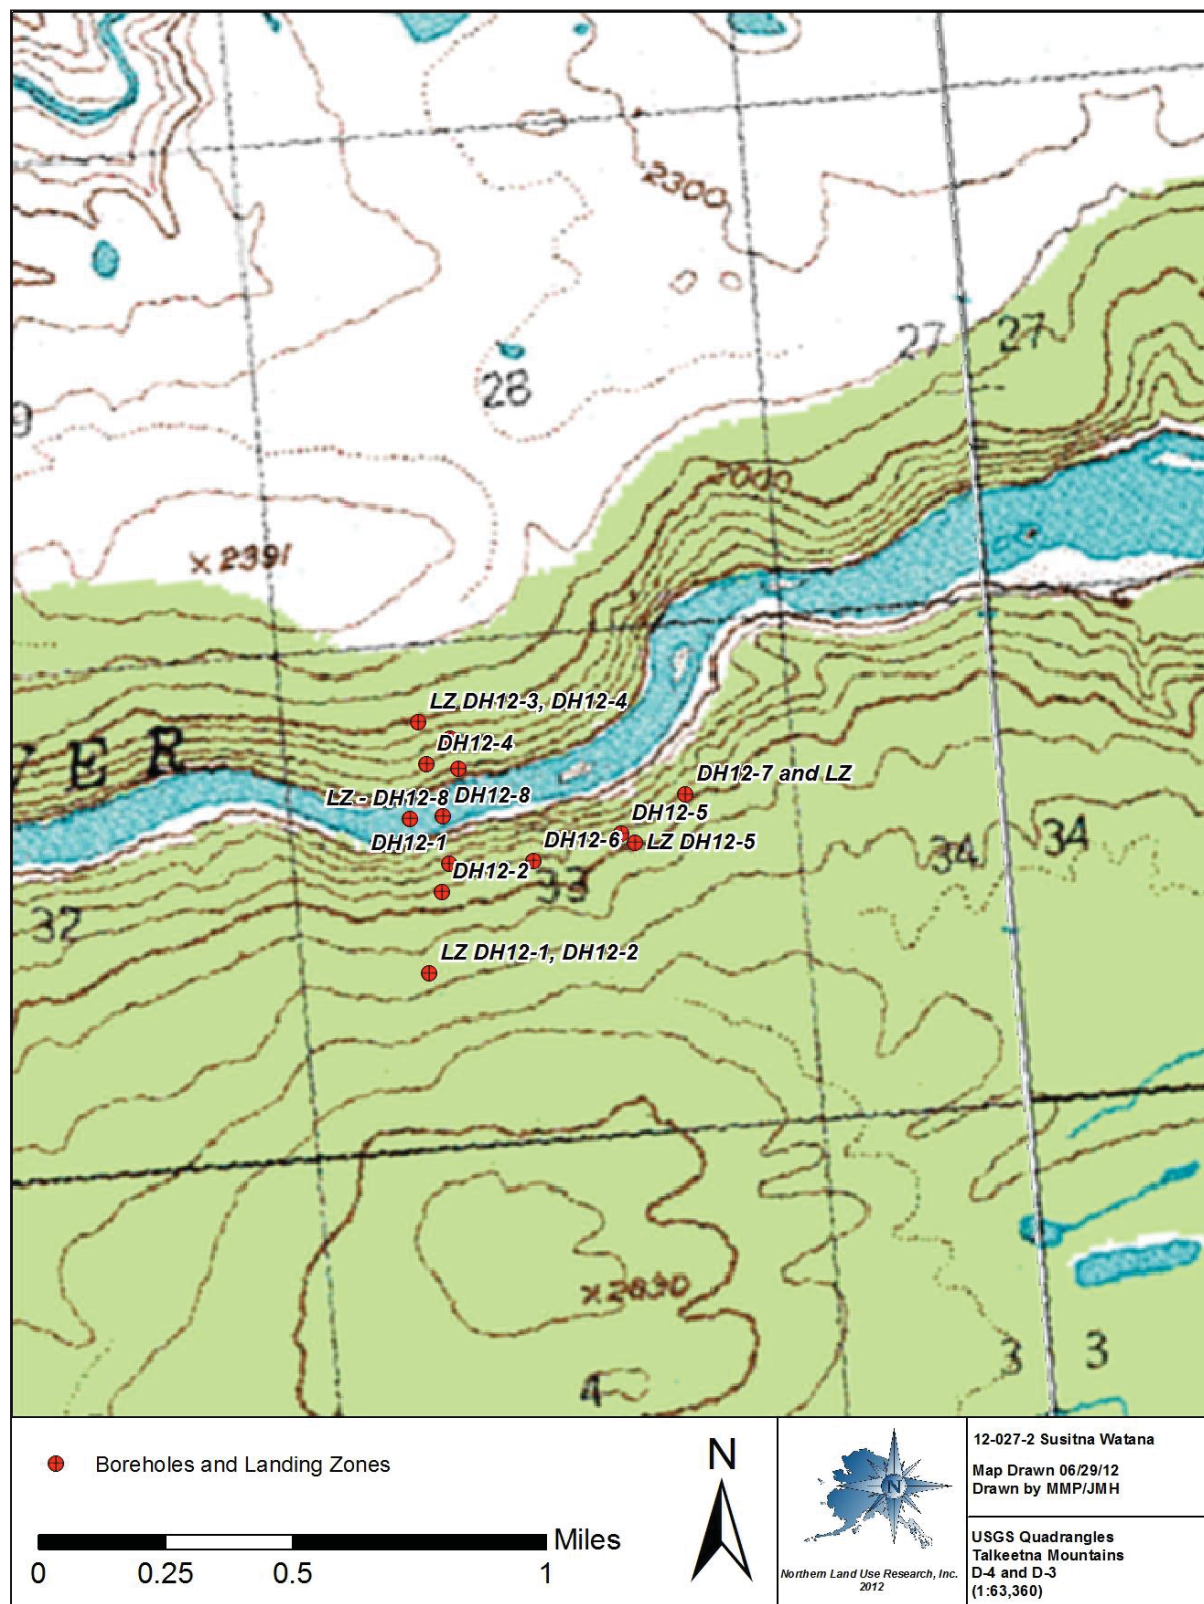 2300
27 27
28
9
2000
x 2391
LZ DH12-3, DH12-4
VER
DH12-4
DH12-7 and LZ
LZ - DH12-8 DH12-8
DH12-5
DH12-1
DH12-6
LZ DH12-5
34 34
DH12-2
33
32
LZ DH12-1, DH12-2
x 2690
3 3
4
Boreholes and Landing Zones
N
Miles
0 0.25 0.5 1
N
Northern Land Use Research, Inc.
2012
12-027-2 Susitna Watana
Map Drawn 06/29/12
Drawn by MMP/JMH
USGS Quadrangles
Talkeetna Mountains
D-4 and D-3
(1:63,360)